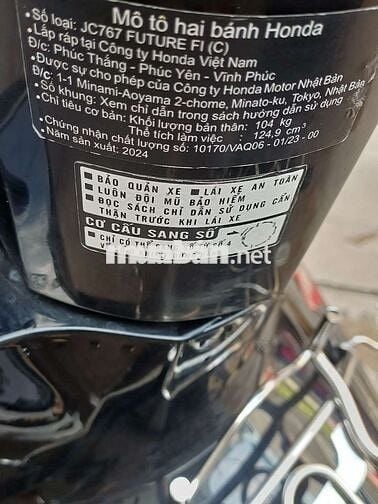 Mô tô hai bánh Honda
•Số loại: JC767 FUTURE FI (C)
•Lắp ráp tại Công ty Honda Việt Nam
Đ/c: Phúc Thắng - Phúc Yên - Vĩnh Phúc
•Được sự cho phép của Công ty Honda Motor Nhật Bản
Đ/c: 1-1 Minami-Aoyama 2-chome, Minato-ku, Tokyo, Nhật Bản
•Số khung: Xem chỉ dẫn trong sách hướng dẫn sử dụng
•Chỉ tiêu cơ bản: Khối lượng bản thân: 104 kg
Thể tích làm việc : 124,9 cm³
•Chứng nhận chất lượng số: 10170/VAQ06 - 01/23 - 00
•Năm sản xuất: 2024
BẢO QUẢN XE LÁI XE AN TOÀN
LUÔN ĐỘI MŨ BẢO HIỂM
ĐỌC SÁCH CHỈ DẪN SỬ DỤNG CẨN
THẬN TRƯỚC KHI LÁI XE
CƠ CẤU SANG SỐ
CHỈ CÓ THỂ SỐ 4
muaban.net